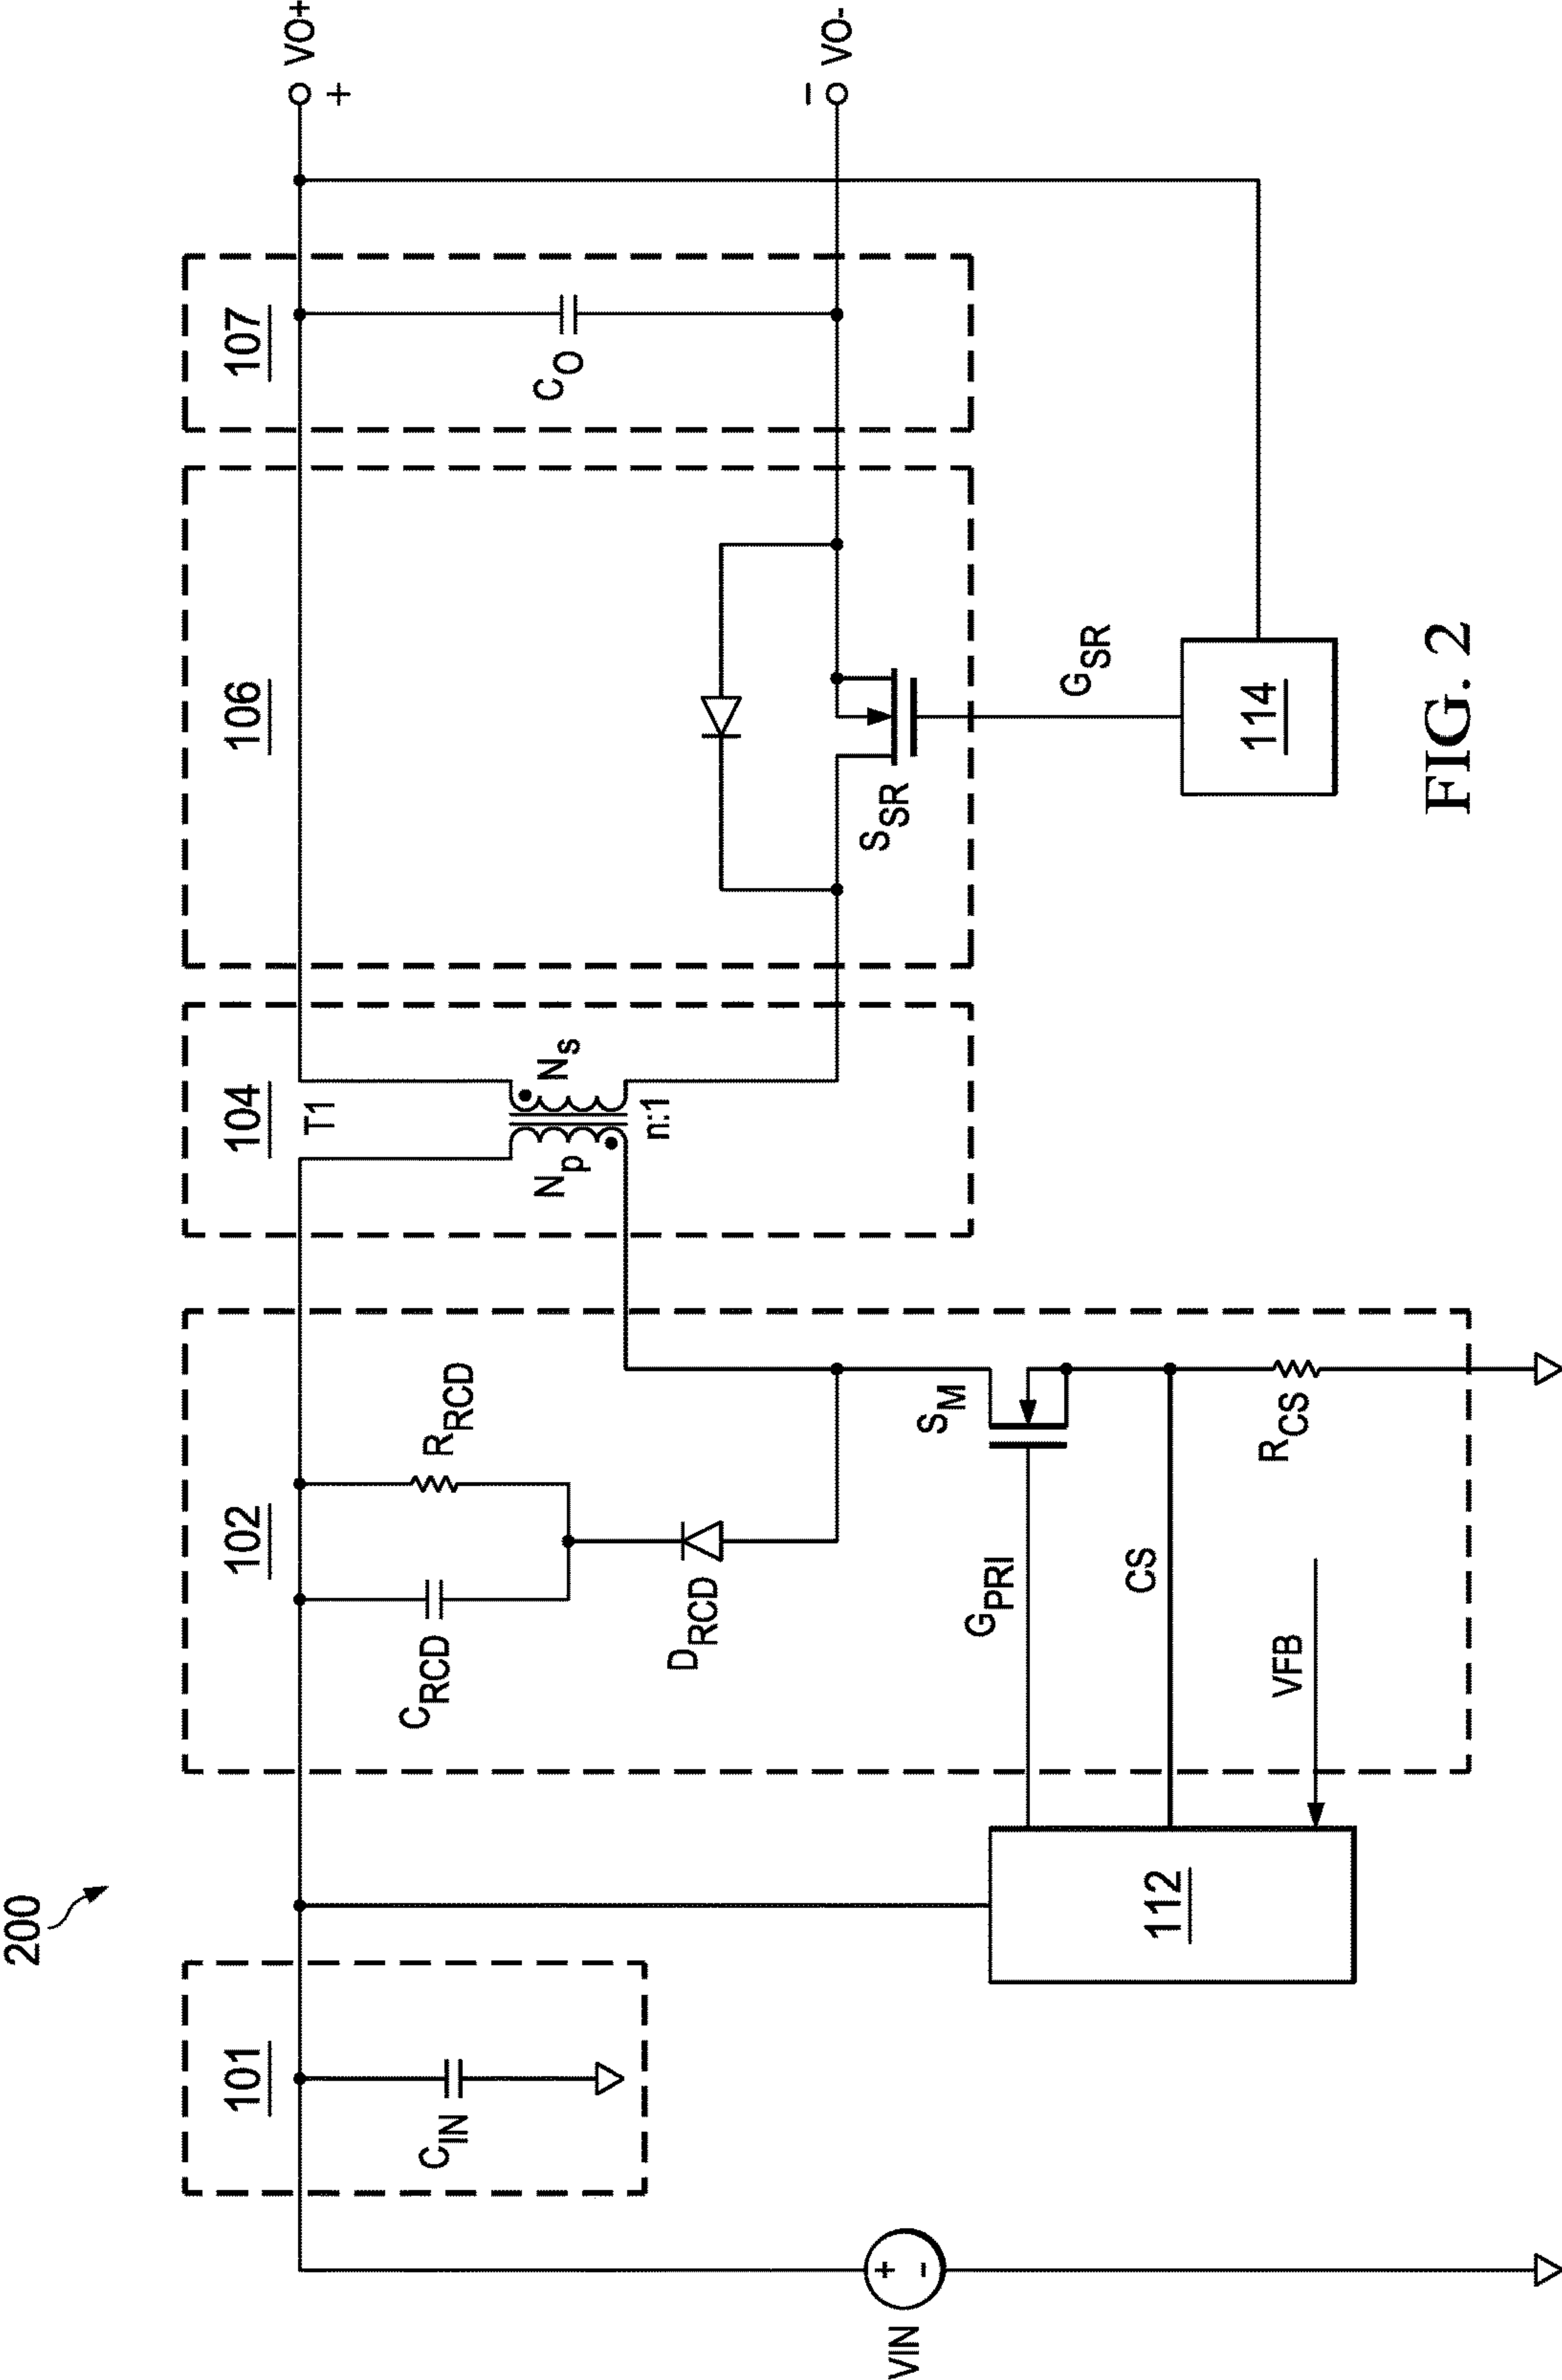 200
VIN
+
-
101
CIN
112
102
CRCD
RRCD
DRCD
GPRI
SM
CS
VFB
RCS
104
T1
Np
Ns
n:1
106
SSR
GSR
114
107
CO
VO+
+
-
VO-
FIG. 2